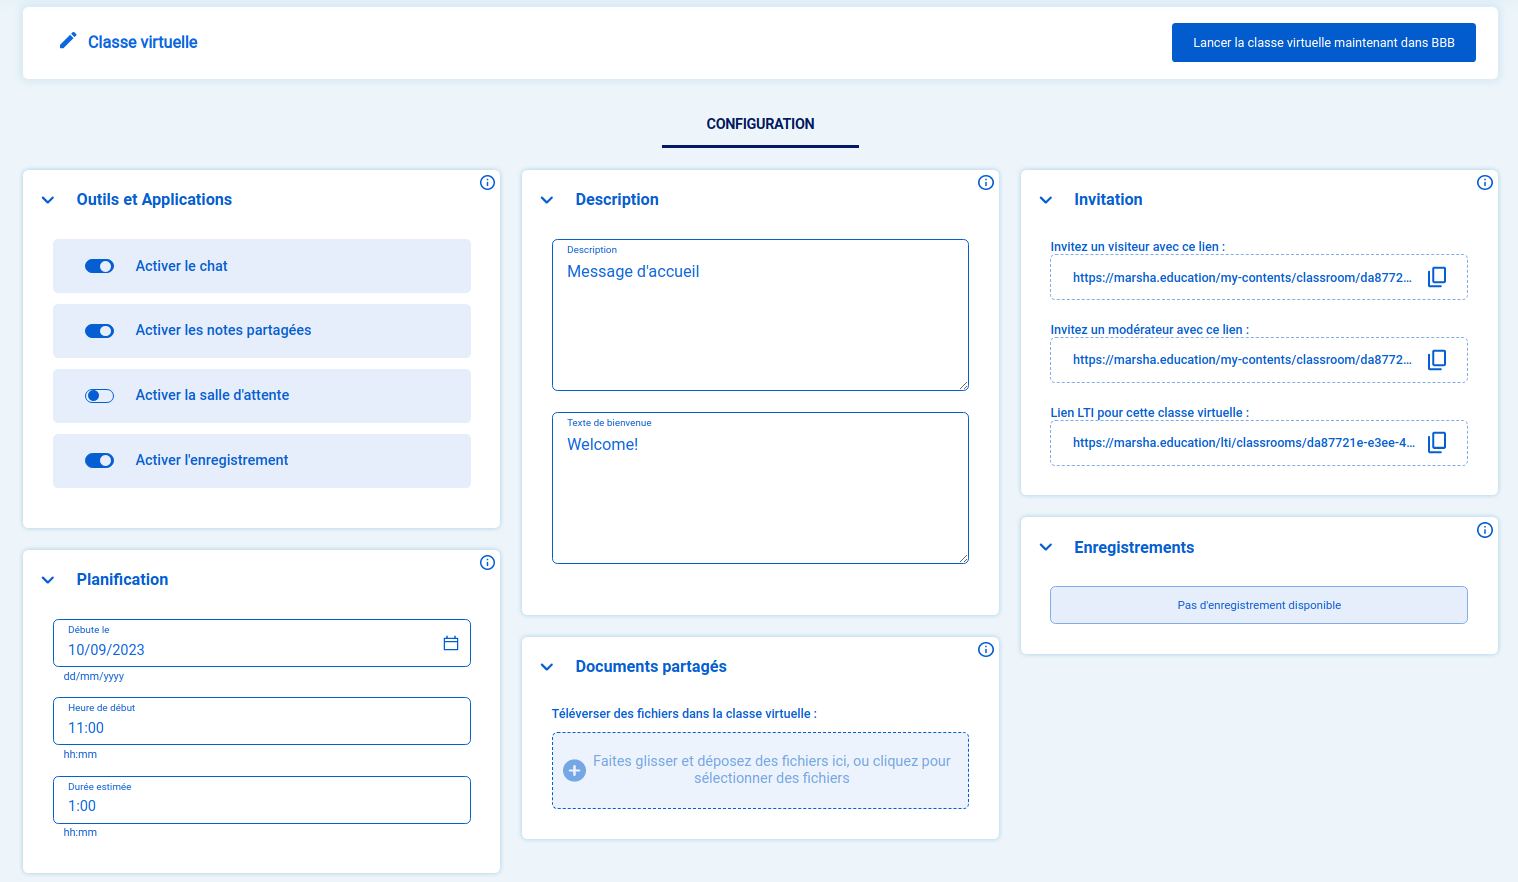 Classe virtuelle
Lancer la classe virtuelle maintenant dans BBB
CONFIGURATION
Outils et Applications
Activer le chat
Activer les notes partagées
Activer la salle d'attente
Activer l'enregistrement
Planification
Débute le
10/09/2023
dd/mm/yyyy
Heure de début
11:00
hh:mm
Durée estimée
1:00
hh:mm
Description
Description
Message d'accueil
Texte de bienvenue
Welcome!
Documents partagés
Téléverser des fichiers dans la classe virtuelle :
Faites glisser et déposez des fichiers ici, ou cliquez pour
sélectionner des fichiers
Invitation
Invitez un visiteur avec ce lien :
https://marsha.education/my-contents/classroom/da8772...
Invitez un modérateur avec ce lien :
https://marsha.education/my-contents/classroom/da8772...
Lien LTI pour cette classe virtuelle :
https://marsha.education/lti/classrooms/da87721e-e3ee-4...
Enregistrements
Pas d'enregistrement disponible